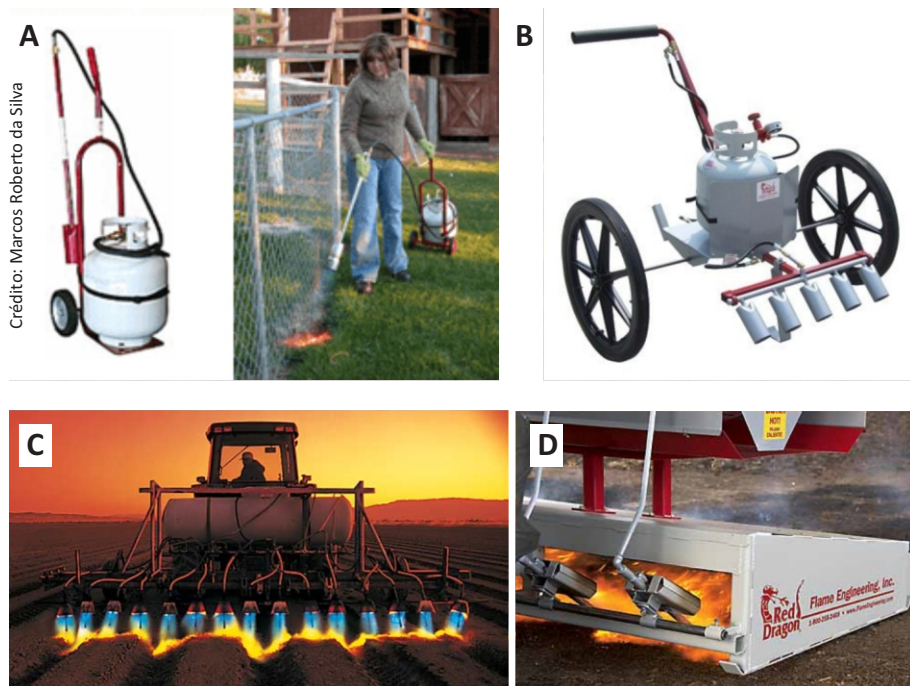 A
B
Crédito: Marcos Roberto da Silva
C
D
HOT!
Red
Dragon
Flame Engineering, Inc.